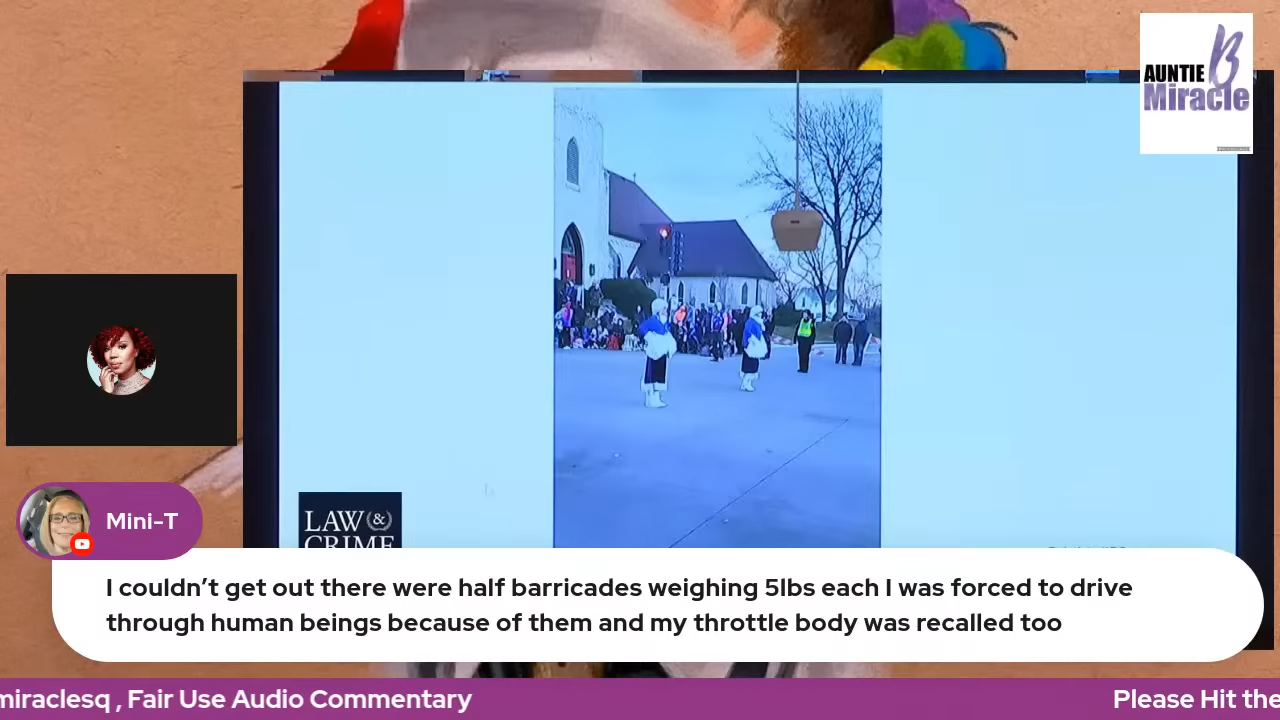 AUNTIE B
Miracle
LAW &
CRIME
Mini-T
I couldn’t get out there were half barricades weighing 5lbs each I was forced to drive
through human beings because of them and my throttle body was recalled too
miraclesq , Fair Use Audio Commentary
Please Hit the